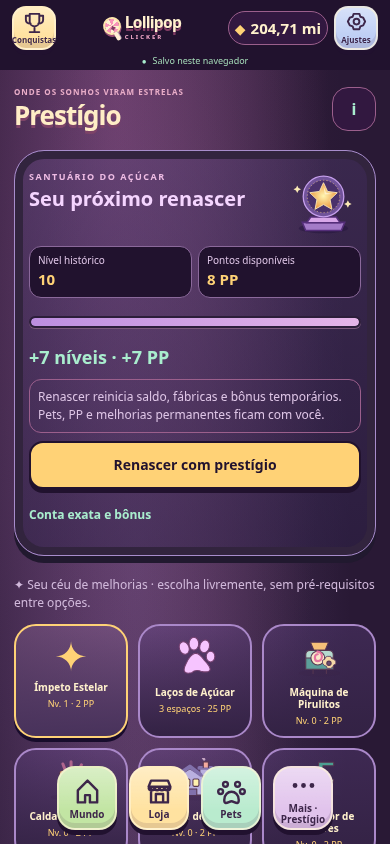 Conquistas
Lollipop
CLICKER
204,71 mi
Ajustes
Salvo neste navegador
ONDE OS SONHOS VIRAM ESTRELAS
Prestígio
i
SANTUÁRIO DO AÇÚCAR
Seu próximo renascer
Nível histórico
10
Pontos disponíveis
8 PP
+7 níveis · +7 PP
Renascer reinicia saldo, fábricas e bônus temporários.
Pets, PP e melhorias permanentes ficam com você.
Renascer com prestígio
Conta exata e bônus
✦ Seu céu de melhorias · escolha livremente, sem pré-requisitos
entre opções.
Ímpeto Estelar
Nv. 1 · 2 PP
Laços de Açúcar
3 espaços · 25 PP
Máquina de
Pirulitos
Nv. 0 · 2 PP
Mundo
Loja
Pets
Mais ·
Prestígio